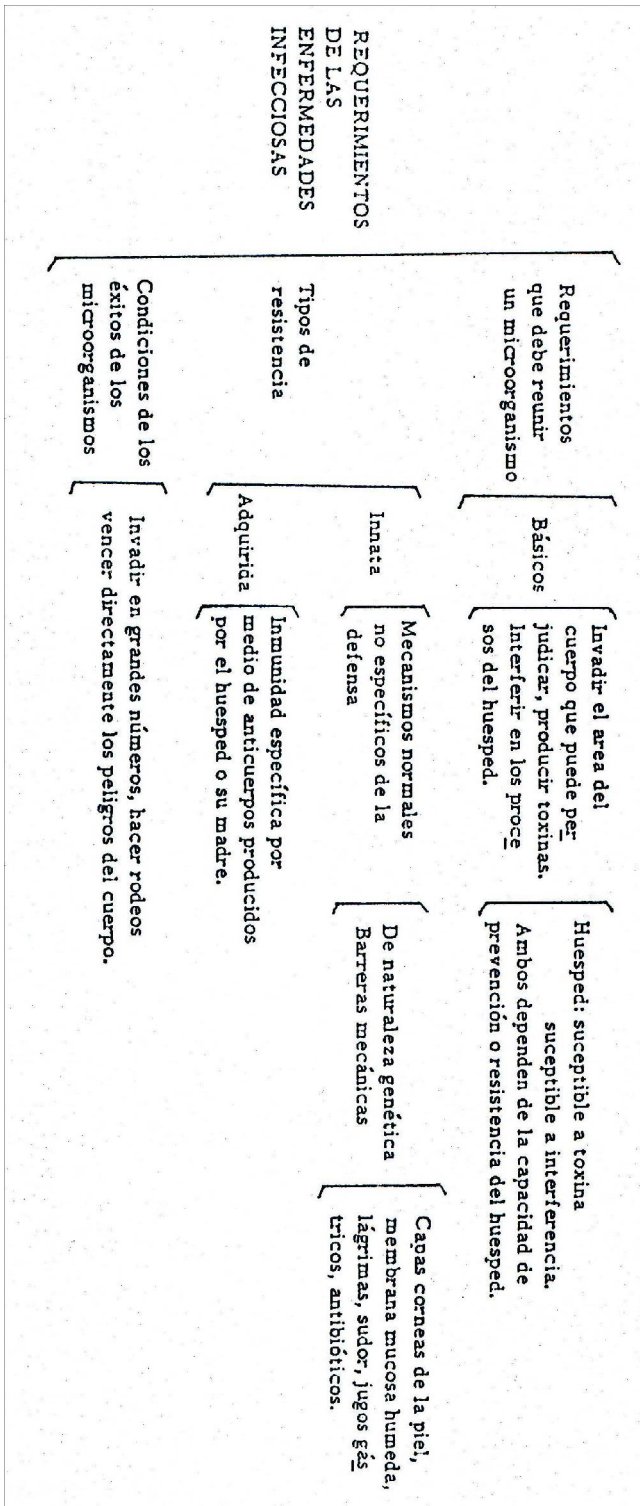 REQUERIMIENTOS
DE LAS
ENFERMEDADES
INFECCIOSAS
Requerimientos
que debe reunir
un microorganismo
Básicos
Invadir el area del
cuerpo que puede per
judicar, producir toxinas.
Interferir en los proce
sos del huesped.
Huesped: suceptible a toxina
suceptible a interferencia.
Ambos dependen de la capacidad de
prevención o resistencia del huesped.
Tipos de
resistencia
Innata
Mecanismos normales
no específicos de la
defensa
De naturaleza genética
Barreras mecánicas
Capas corneas de la piel,
membrana mucosa humeda,
lágrimas, sudor, jugos gás
tricos, antibióticos.
Adquirida
Inmunidad específica por
medio de anticuerpos producidos
por el huesped o su madre.
Condiciones de los
éxitos de los
microorganismos
Invadir en grandes números, hacer rodeos
vencer directamente los peligros del cuerpo.